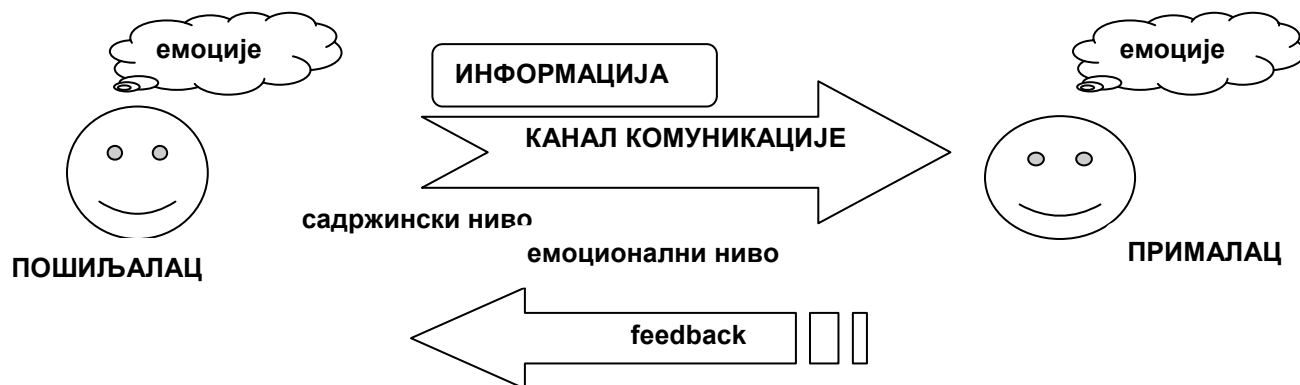 емоције
емоције
ИНФОРМАЦИЈА
КАНАЛ КОМУНИКАЦИЈЕ
садржински ниво
емоционални ниво
ПОШИЉАЛАЦ
ПРИМАЛАЦ
feedback